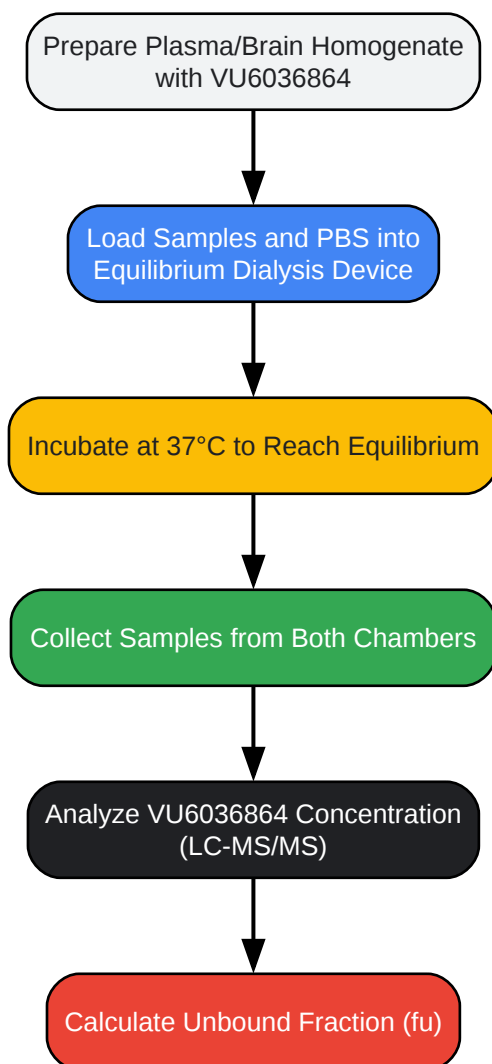 Prepare Plasma/Brain Homogenate
with VU6036864
Load Samples and PBS into
Equilibrium Dialysis Device
Incubate at 37°C to Reach Equilibrium
Collect Samples from Both Chambers
Analyze VU6036864 Concentration
(LC-MS/MS)
Calculate Unbound Fraction (fu)